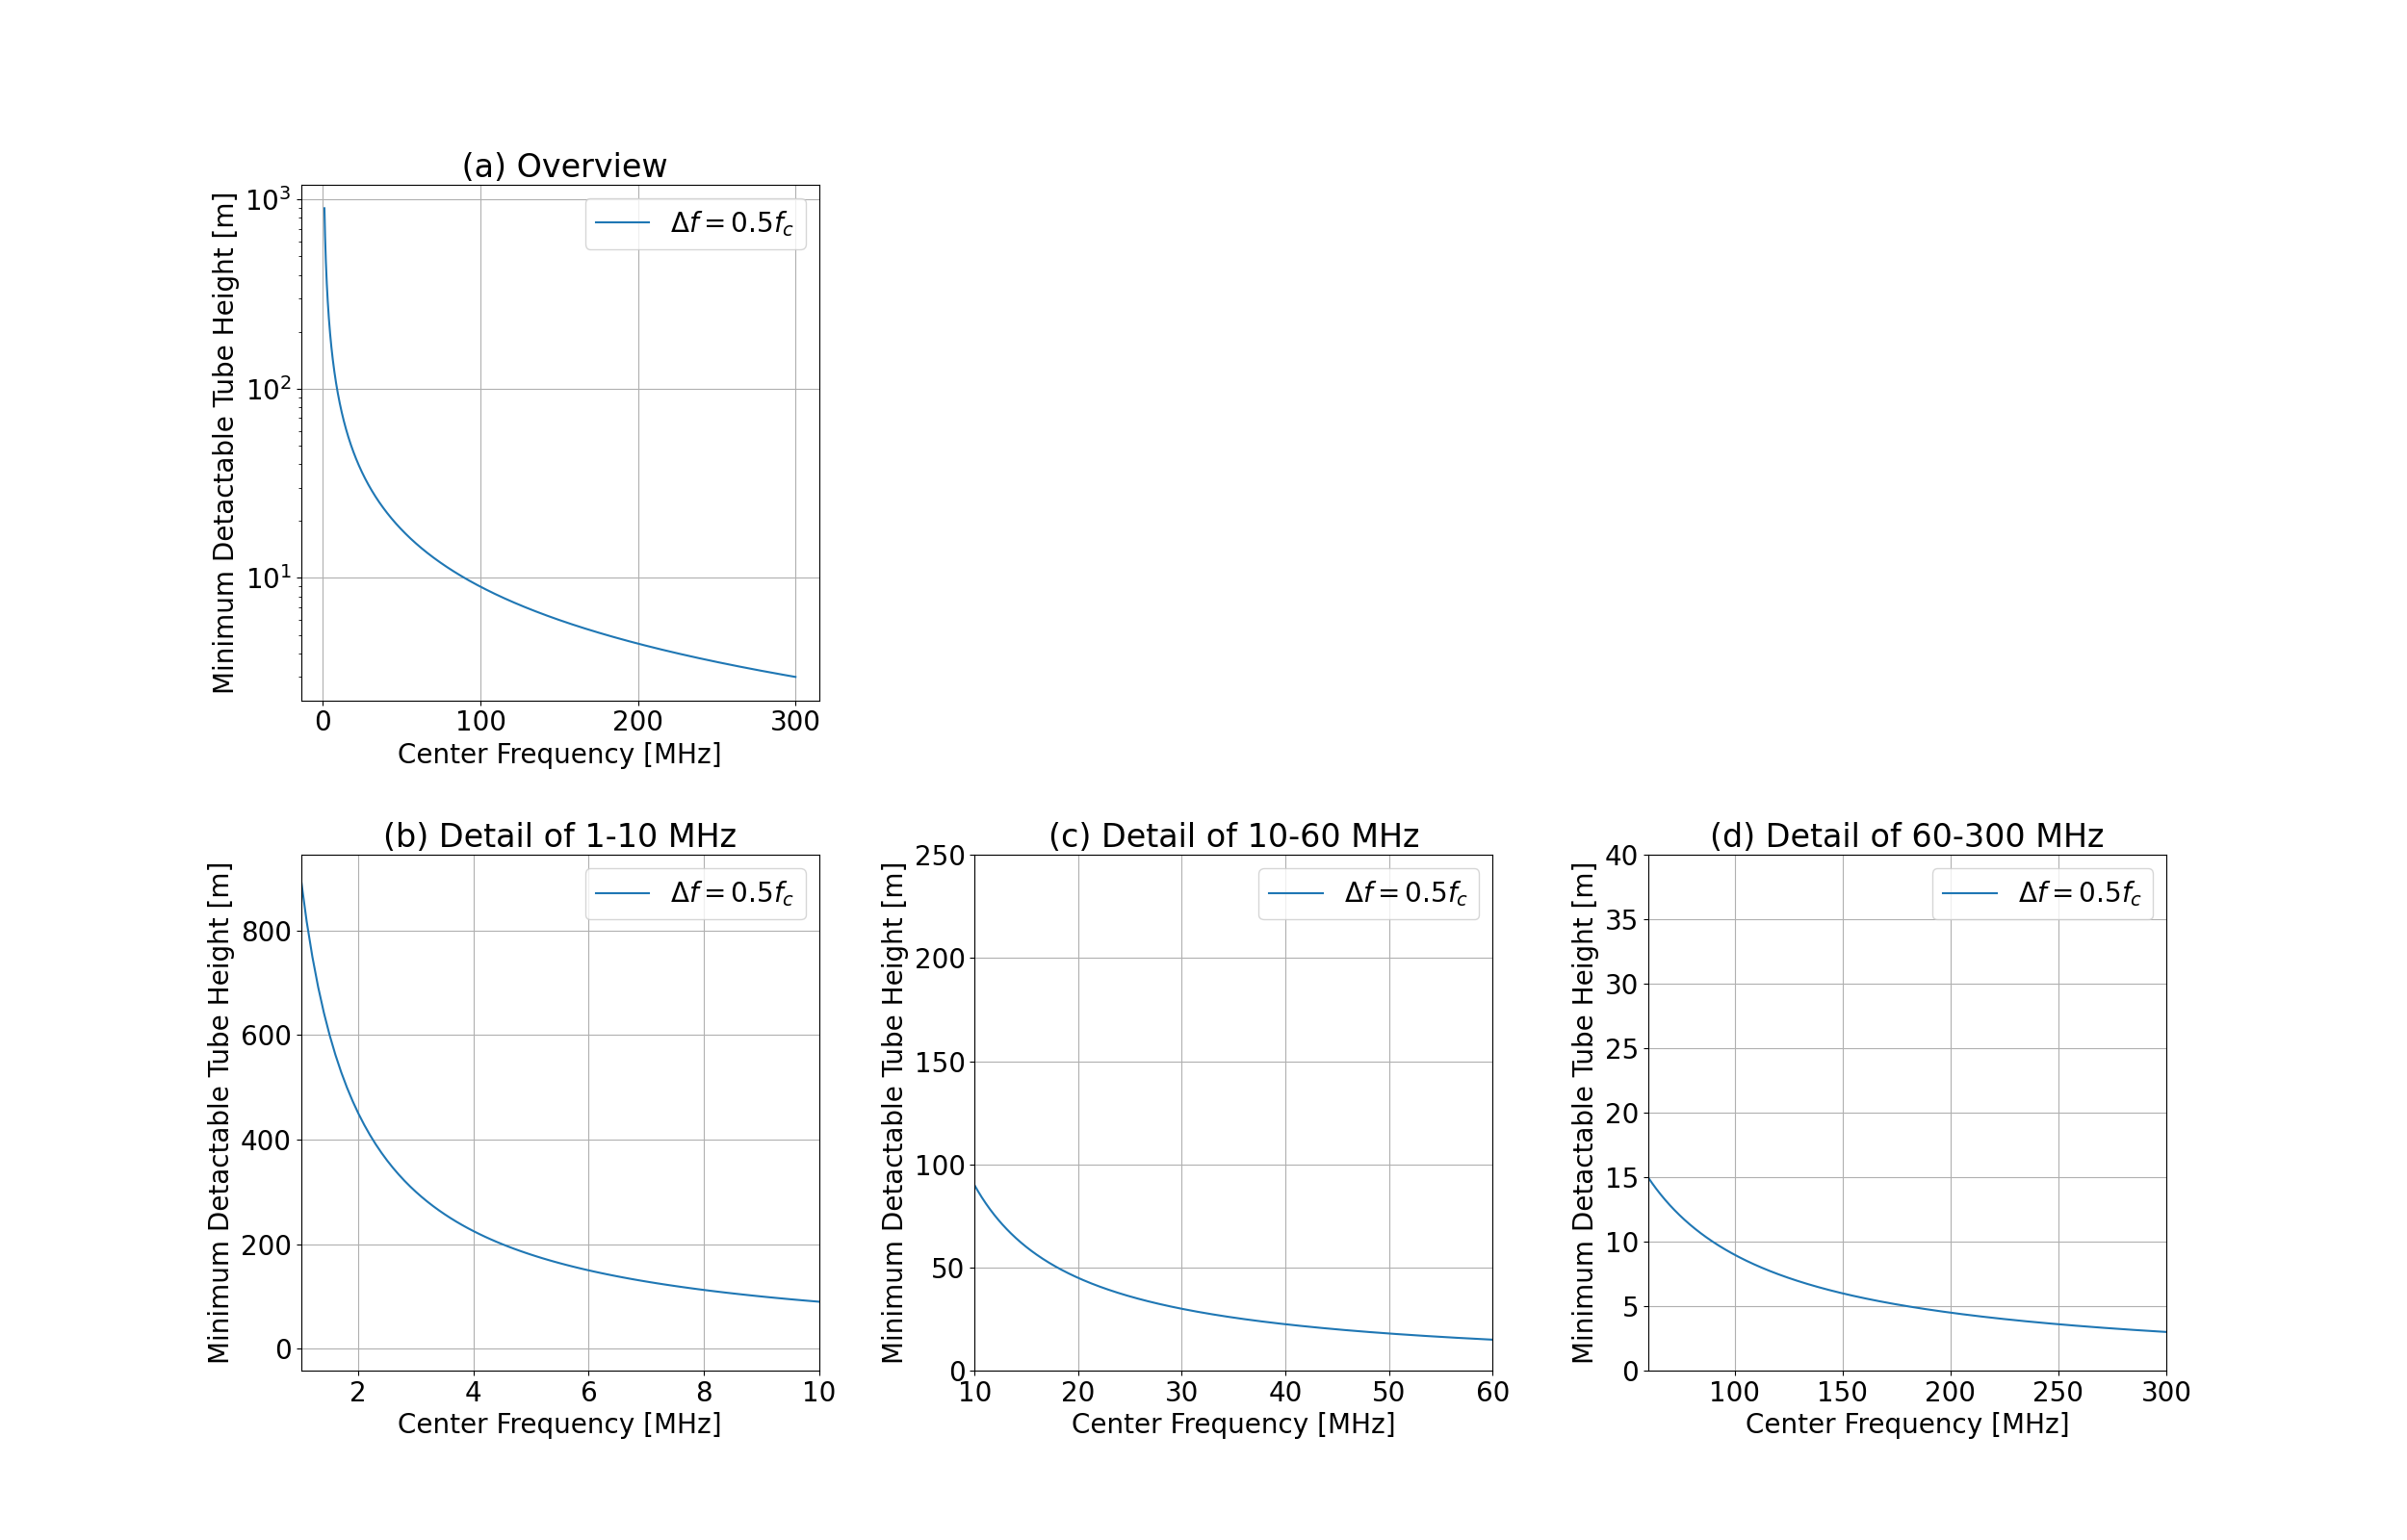 (a) Overview
Minimum Detactable Tube Height [m]
10³
10²
10¹
Δf = 0.5f_c
0 100 200 300
Center Frequency [MHz]
(b) Detail of 1-10 MHz
Minimum Detactable Tube Height [m]
800
600
400
200
0
Δf = 0.5f_c
2 4 6 8 10
Center Frequency [MHz]
(c) Detail of 10-60 MHz
Minimum Detactable Tube Height [m]
250
200
150
100
50
0
Δf = 0.5f_c
10 20 30 40 50 60
Center Frequency [MHz]
(d) Detail of 60-300 MHz
Minimum Detactable Tube Height [m]
40
35
30
25
20
15
10
5
0
Δf = 0.5f_c
100 150 200 250 300
Center Frequency [MHz]